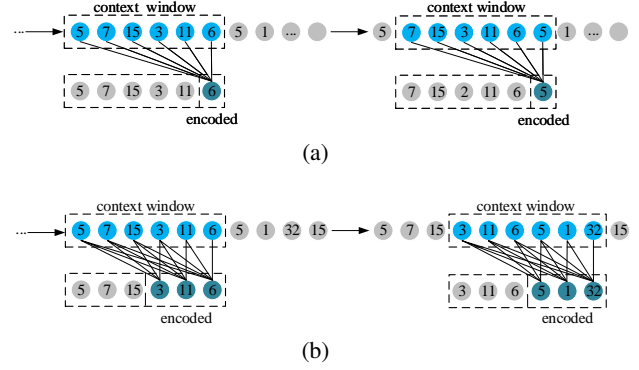 context window context window
... 5 7 15 3 11 6 5 1 ... 5 7 15 3 11 6 5 1 ...
5 7 15 3 11 6 7 15 2 11 6 5
encoded encoded
(a)
context window context window
... 5 7 15 3 11 6 5 1 32 15 5 7 15 3 11 6 5 1 32 15
5 7 15 3 11 6 3 11 6 5 1 32
encoded encoded
(b)